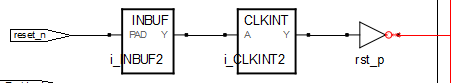 INBUF
CLKINT
reset_n
PAD
Y
A
Y
i_INBUF2
i_CLKINT2
rst_p